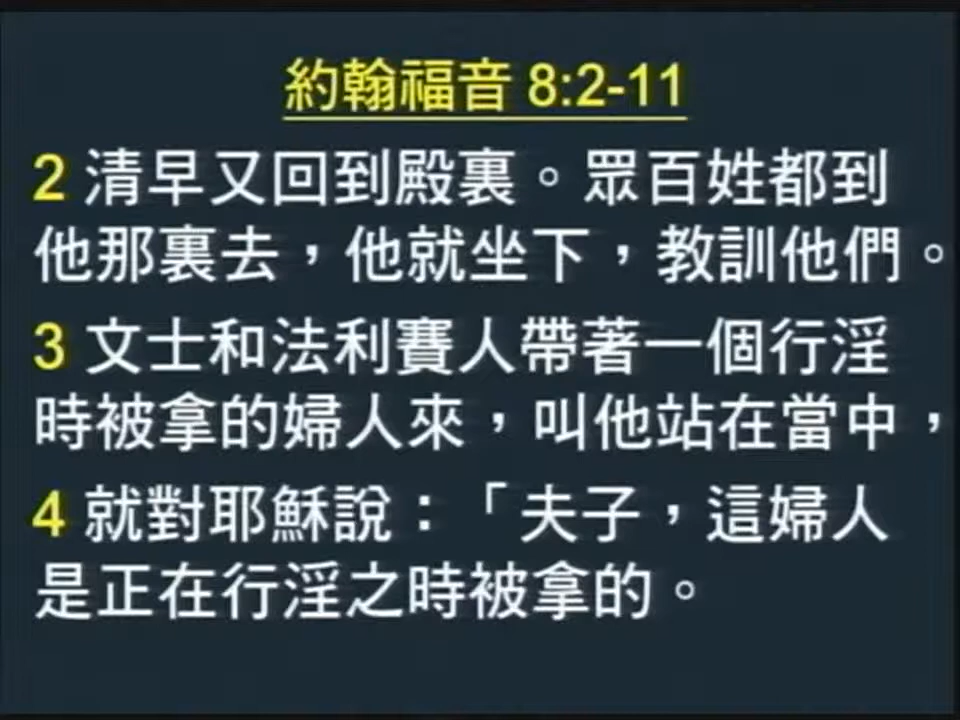 約翰福音 8:2-11
2 清早又回到殿裏。眾百姓都到
他那裏去，他就坐下，教訓他們。
3 文士和法利賽人帶著一個行淫
時被拿的婦人來，叫他站在當中，
4 就對耶穌說：「夫子，這婦人
是正在行淫之時被拿的。